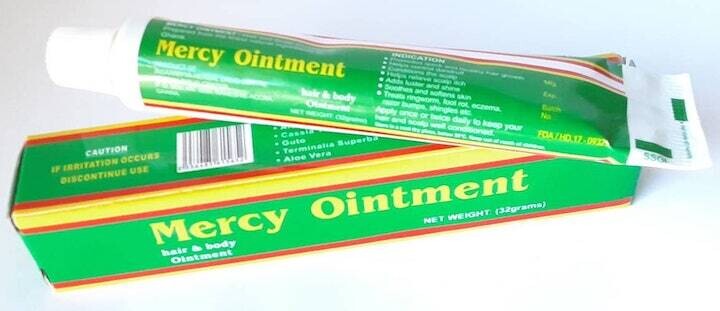 Mercy Ointment
hair & body
Ointment
NET WEIGHT: (32grams)
INDICATION
Helps relieve scalp itch
Adds luster and shine
Soothes and softens skin
Treats ringworm, foot rot, eczema,
razor bumps, shingles etc
Apply once or twice daily to keep your
hair and scalp well conditioned.
Mfg
Exp.
Batch
No.
FDA/HD.17-
CAUTION
IF IRRITATION OCCURS
DISCONTINUE USE
Cassia
Guto
Terminalia Superba
Aloe Vera
Mercy Ointment
hair & body
Ointment
NET WEIGHT: (32grams)